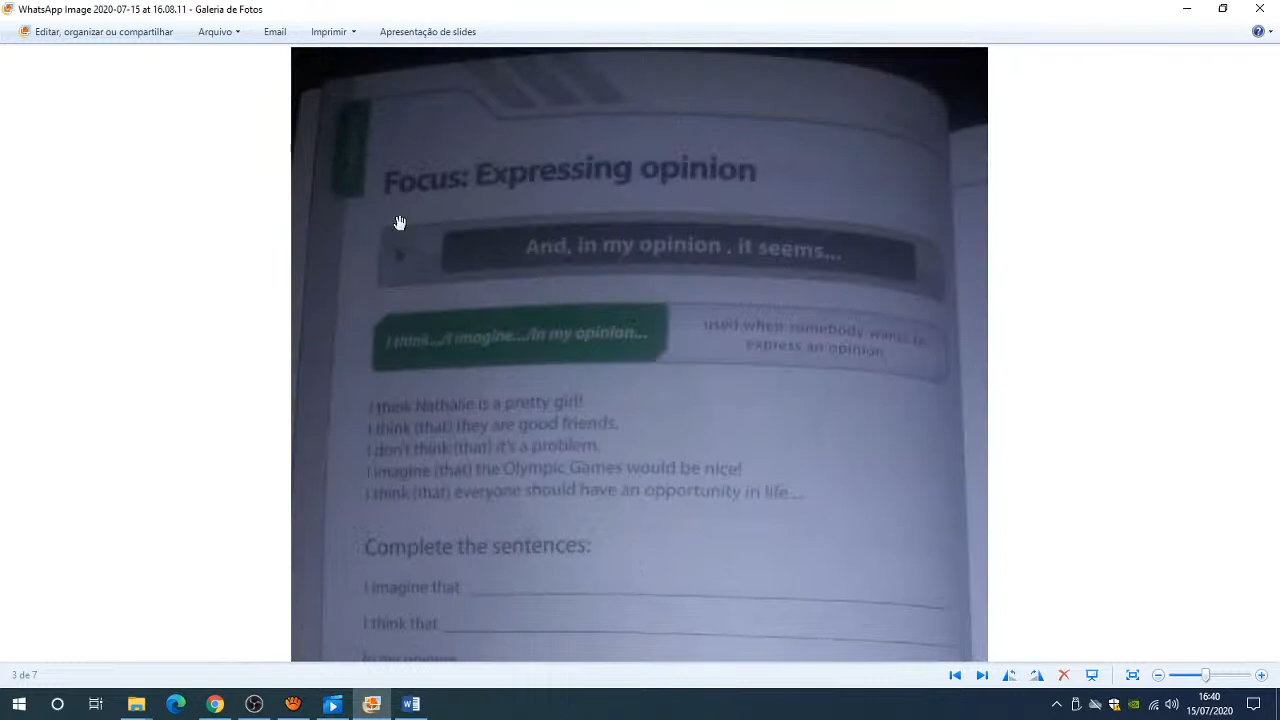 WhatsApp Image 2020-07-15 at 16.08.11 - Galeria de Fotos
Editar, organizar ou compartilhar Arquivo Email Imprimir Apresentação de slides
Focus: Expressing opinion
And, in my opinion , it seems...
I think.../I imagine.../In my opinion...
used when somebody wants to
express an opinion
I think Nathalie is a pretty girl!
I think (that) they are good friends.
I don't think (that) it's a problem.
I imagine (that) the Olympic Games would be nice!
I think (that) everyone should have an opportunity in life...
Complete the sentences:
I imagine that
I think that
In my opinion
3 de 7
16:40
15/07/2020